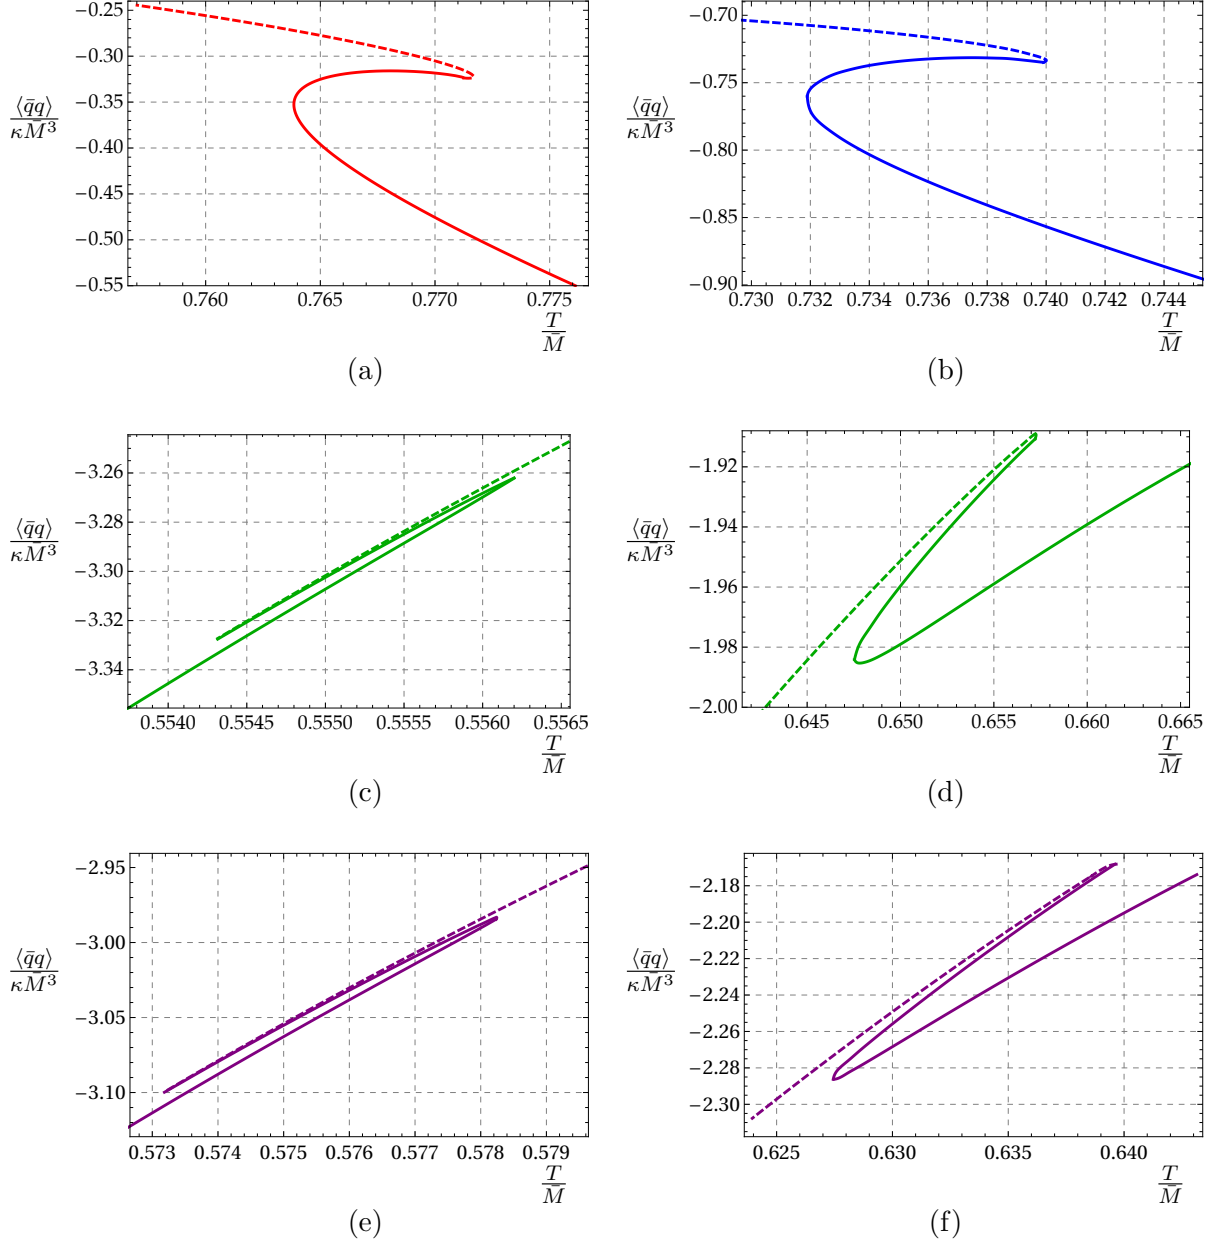 −0.25
−0.30
−0.35
−0.40
−0.45
−0.50
−0.55
⟨q̄q⟩
κM̄³
0.760 0.765 0.770 0.775
T
M̄
(a)
−0.70
−0.75
−0.80
−0.85
−0.90
⟨q̄q⟩
κM̄³
0.730 0.732 0.734 0.736 0.738 0.740 0.742 0.744
T
M̄
(b)
−3.26
−3.28
−3.30
−3.32
−3.34
⟨q̄q⟩
κM̄³
0.5540 0.5545 0.5550 0.5555 0.5560 0.5565
T
M̄
(c)
−1.92
−1.94
−1.96
−1.98
−2.00
⟨q̄q⟩
κM̄³
0.645 0.650 0.655 0.660 0.665
T
M̄
(d)
−2.95
−3.00
−3.05
−3.10
⟨q̄q⟩
κM̄³
0.573 0.574 0.575 0.576 0.577 0.578 0.579
T
M̄
(e)
−2.18
−2.20
−2.22
−2.24
−2.26
−2.28
−2.30
⟨q̄q⟩
κM̄³
0.625 0.630 0.635 0.640
T
M̄
(f)